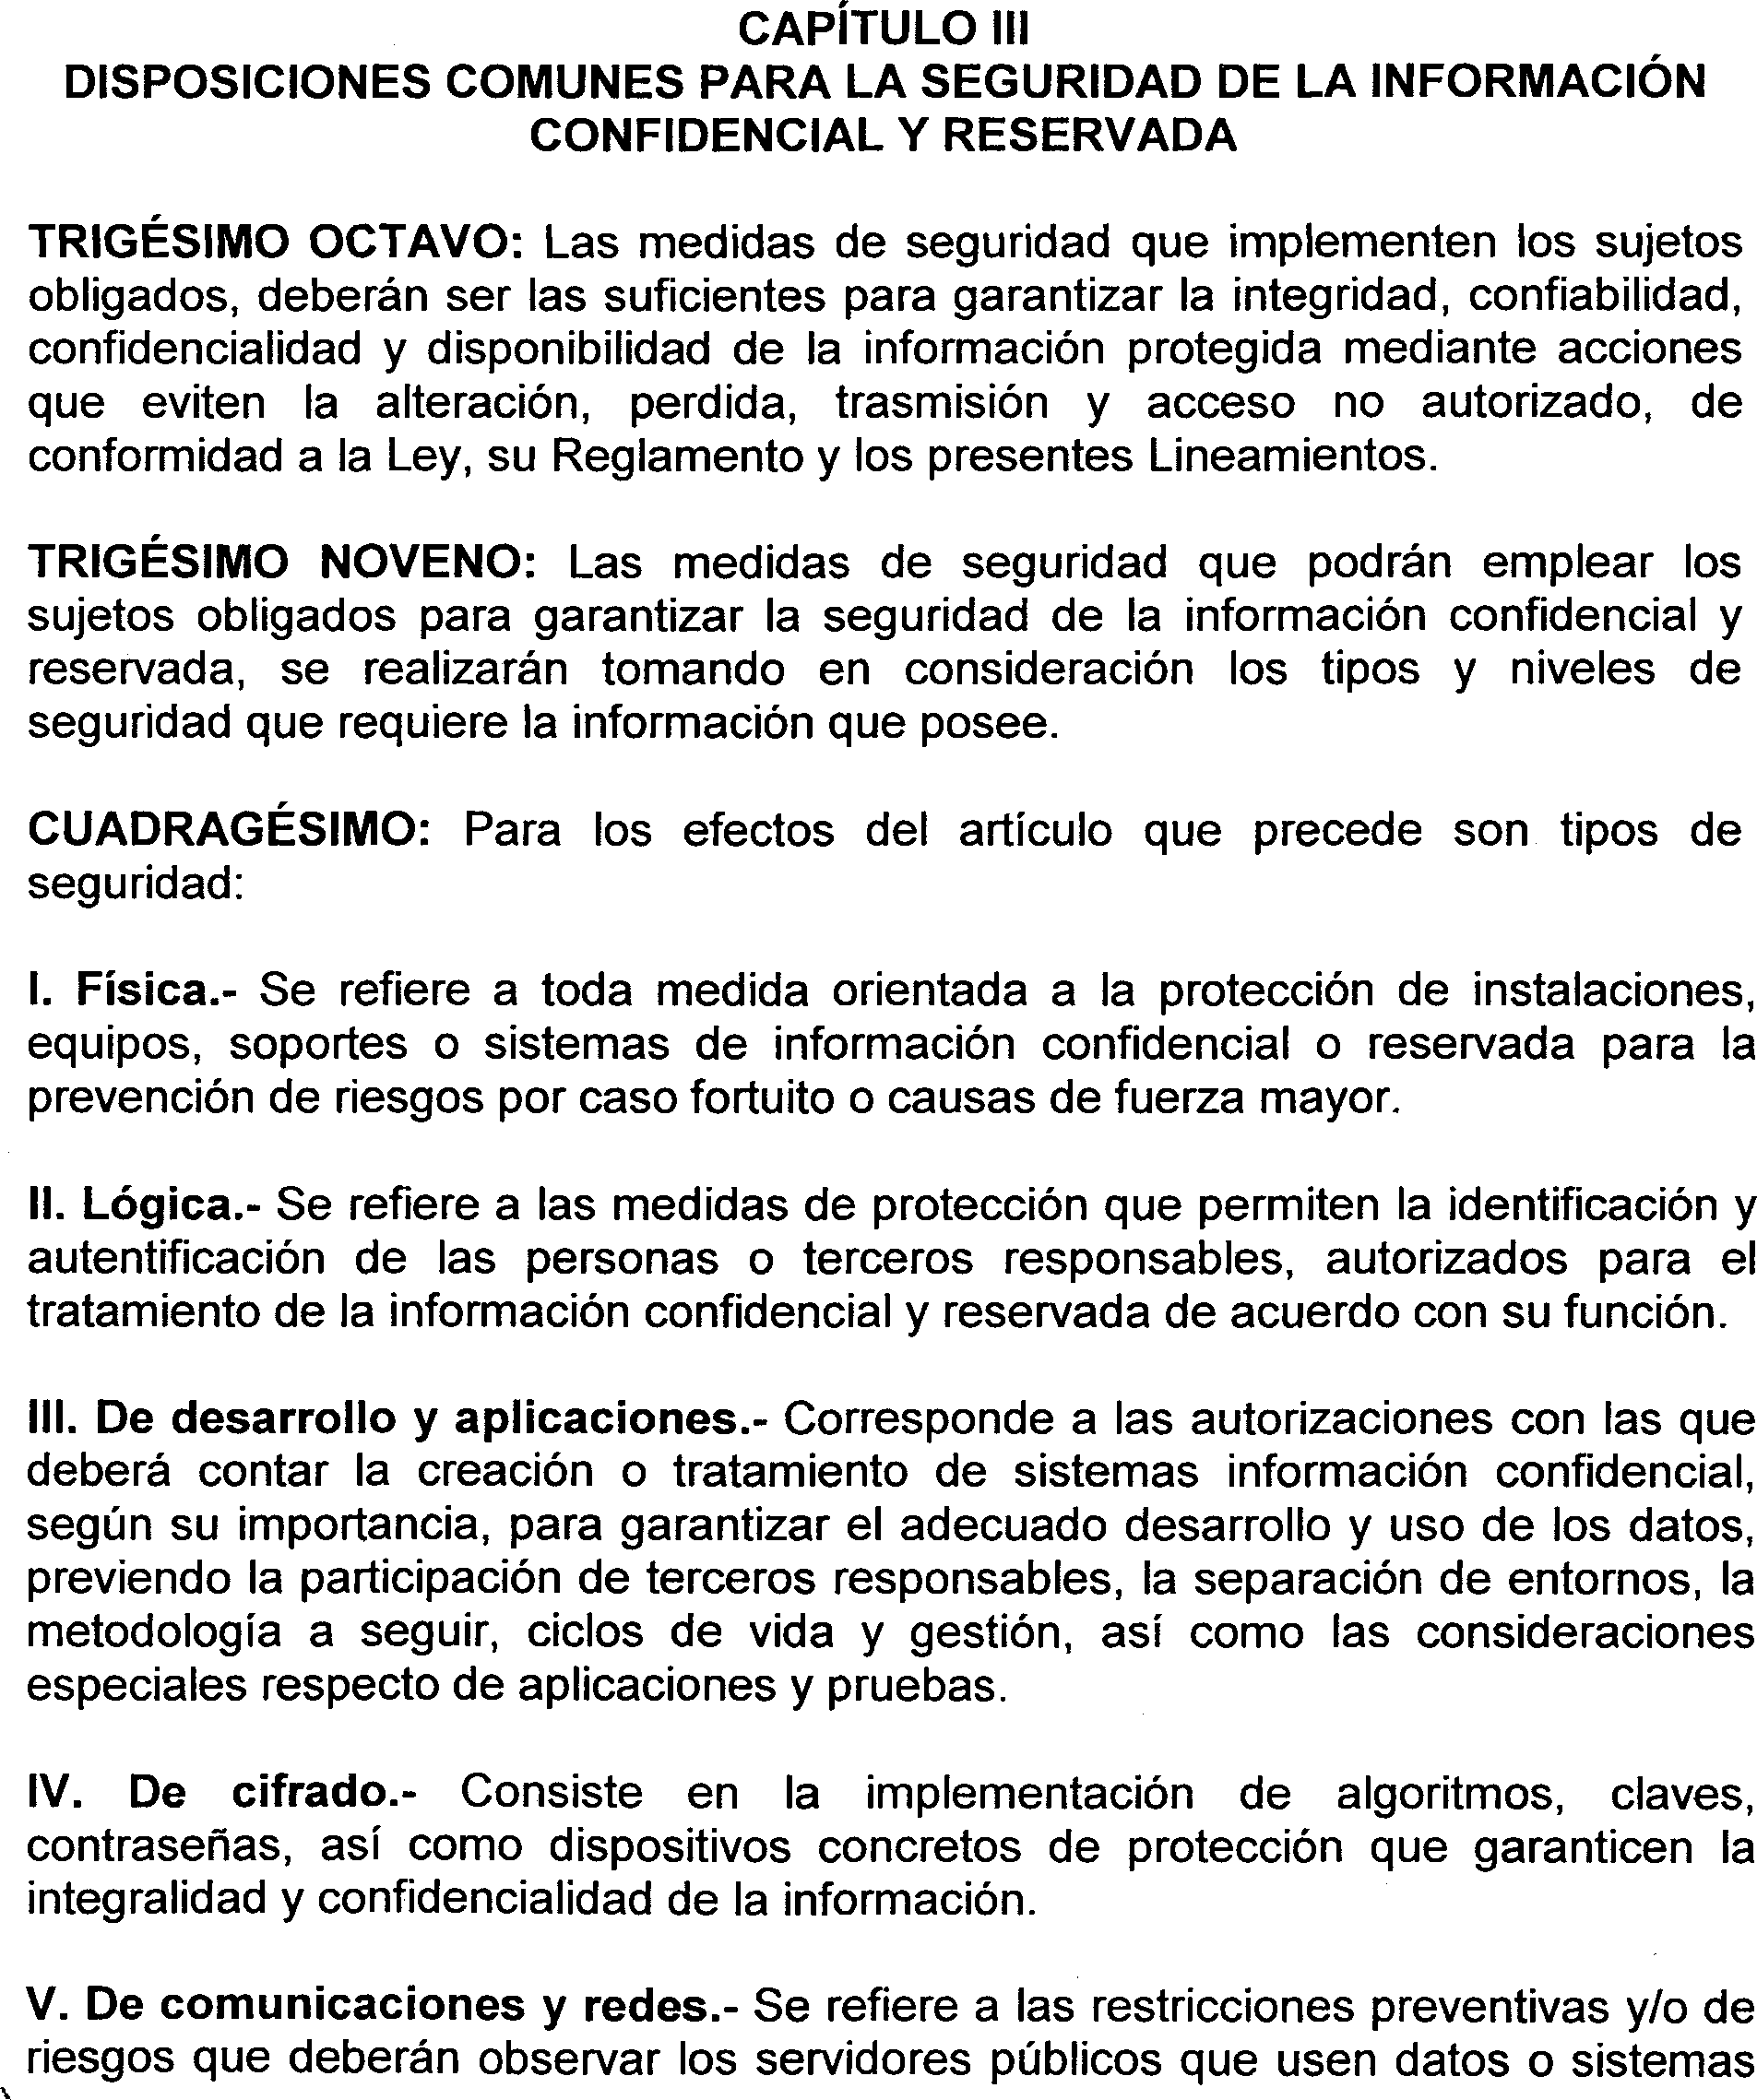 CAPÍTULO III
DISPOSICIONES COMUNES PARA LA SEGURIDAD DE LA INFORMACIÓN
CONFIDENCIAL Y RESERVADA
TRIGÉSIMO OCTAVO: Las medidas de seguridad que implementen los sujetos
obligados, deberán ser las suficientes para garantizar la integridad, confiabilidad,
confidencialidad y disponibilidad de la información protegida mediante acciones
que eviten la alteración, perdida, trasmisión y acceso no autorizado, de
conformidad a la Ley, su Reglamento y los presentes Lineamientos.
TRIGÉSIMO NOVENO: Las medidas de seguridad que podrán emplear los
sujetos obligados para garantizar la seguridad de la información confidencial y
reservada, se realizarán tomando en consideración los tipos y niveles de
seguridad que requiere la información que posee.
CUADRAGÉSIMO: Para los efectos del artículo que precede son tipos de
seguridad:
I. Física.- Se refiere a toda medida orientada a la protección de instalaciones,
equipos, soportes o sistemas de información confidencial o reservada para la
prevención de riesgos por caso fortuito o causas de fuerza mayor.
II. Lógica.- Se refiere a las medidas de protección que permiten la identificación y
autentificación de las personas o terceros responsables, autorizados para el
tratamiento de la información confidencial y reservada de acuerdo con su función.
III. De desarrollo y aplicaciones.- Corresponde a las autorizaciones con las que
deberá contar la creación o tratamiento de sistemas información confidencial,
según su importancia, para garantizar el adecuado desarrollo y uso de los datos,
previendo la participación de terceros responsables, la separación de entornos, la
metodología a seguir, ciclos de vida y gestión, así como las consideraciones
especiales respecto de aplicaciones y pruebas.
IV. De cifrado.- Consiste en la implementación de algoritmos, claves,
contraseñas, así como dispositivos concretos de protección que garanticen la
integralidad y confidencialidad de la información.
V. De comunicaciones y redes.- Se refiere a las restricciones preventivas y/o de
riesgos que deberán observar los servidores públicos que usen datos o sistemas